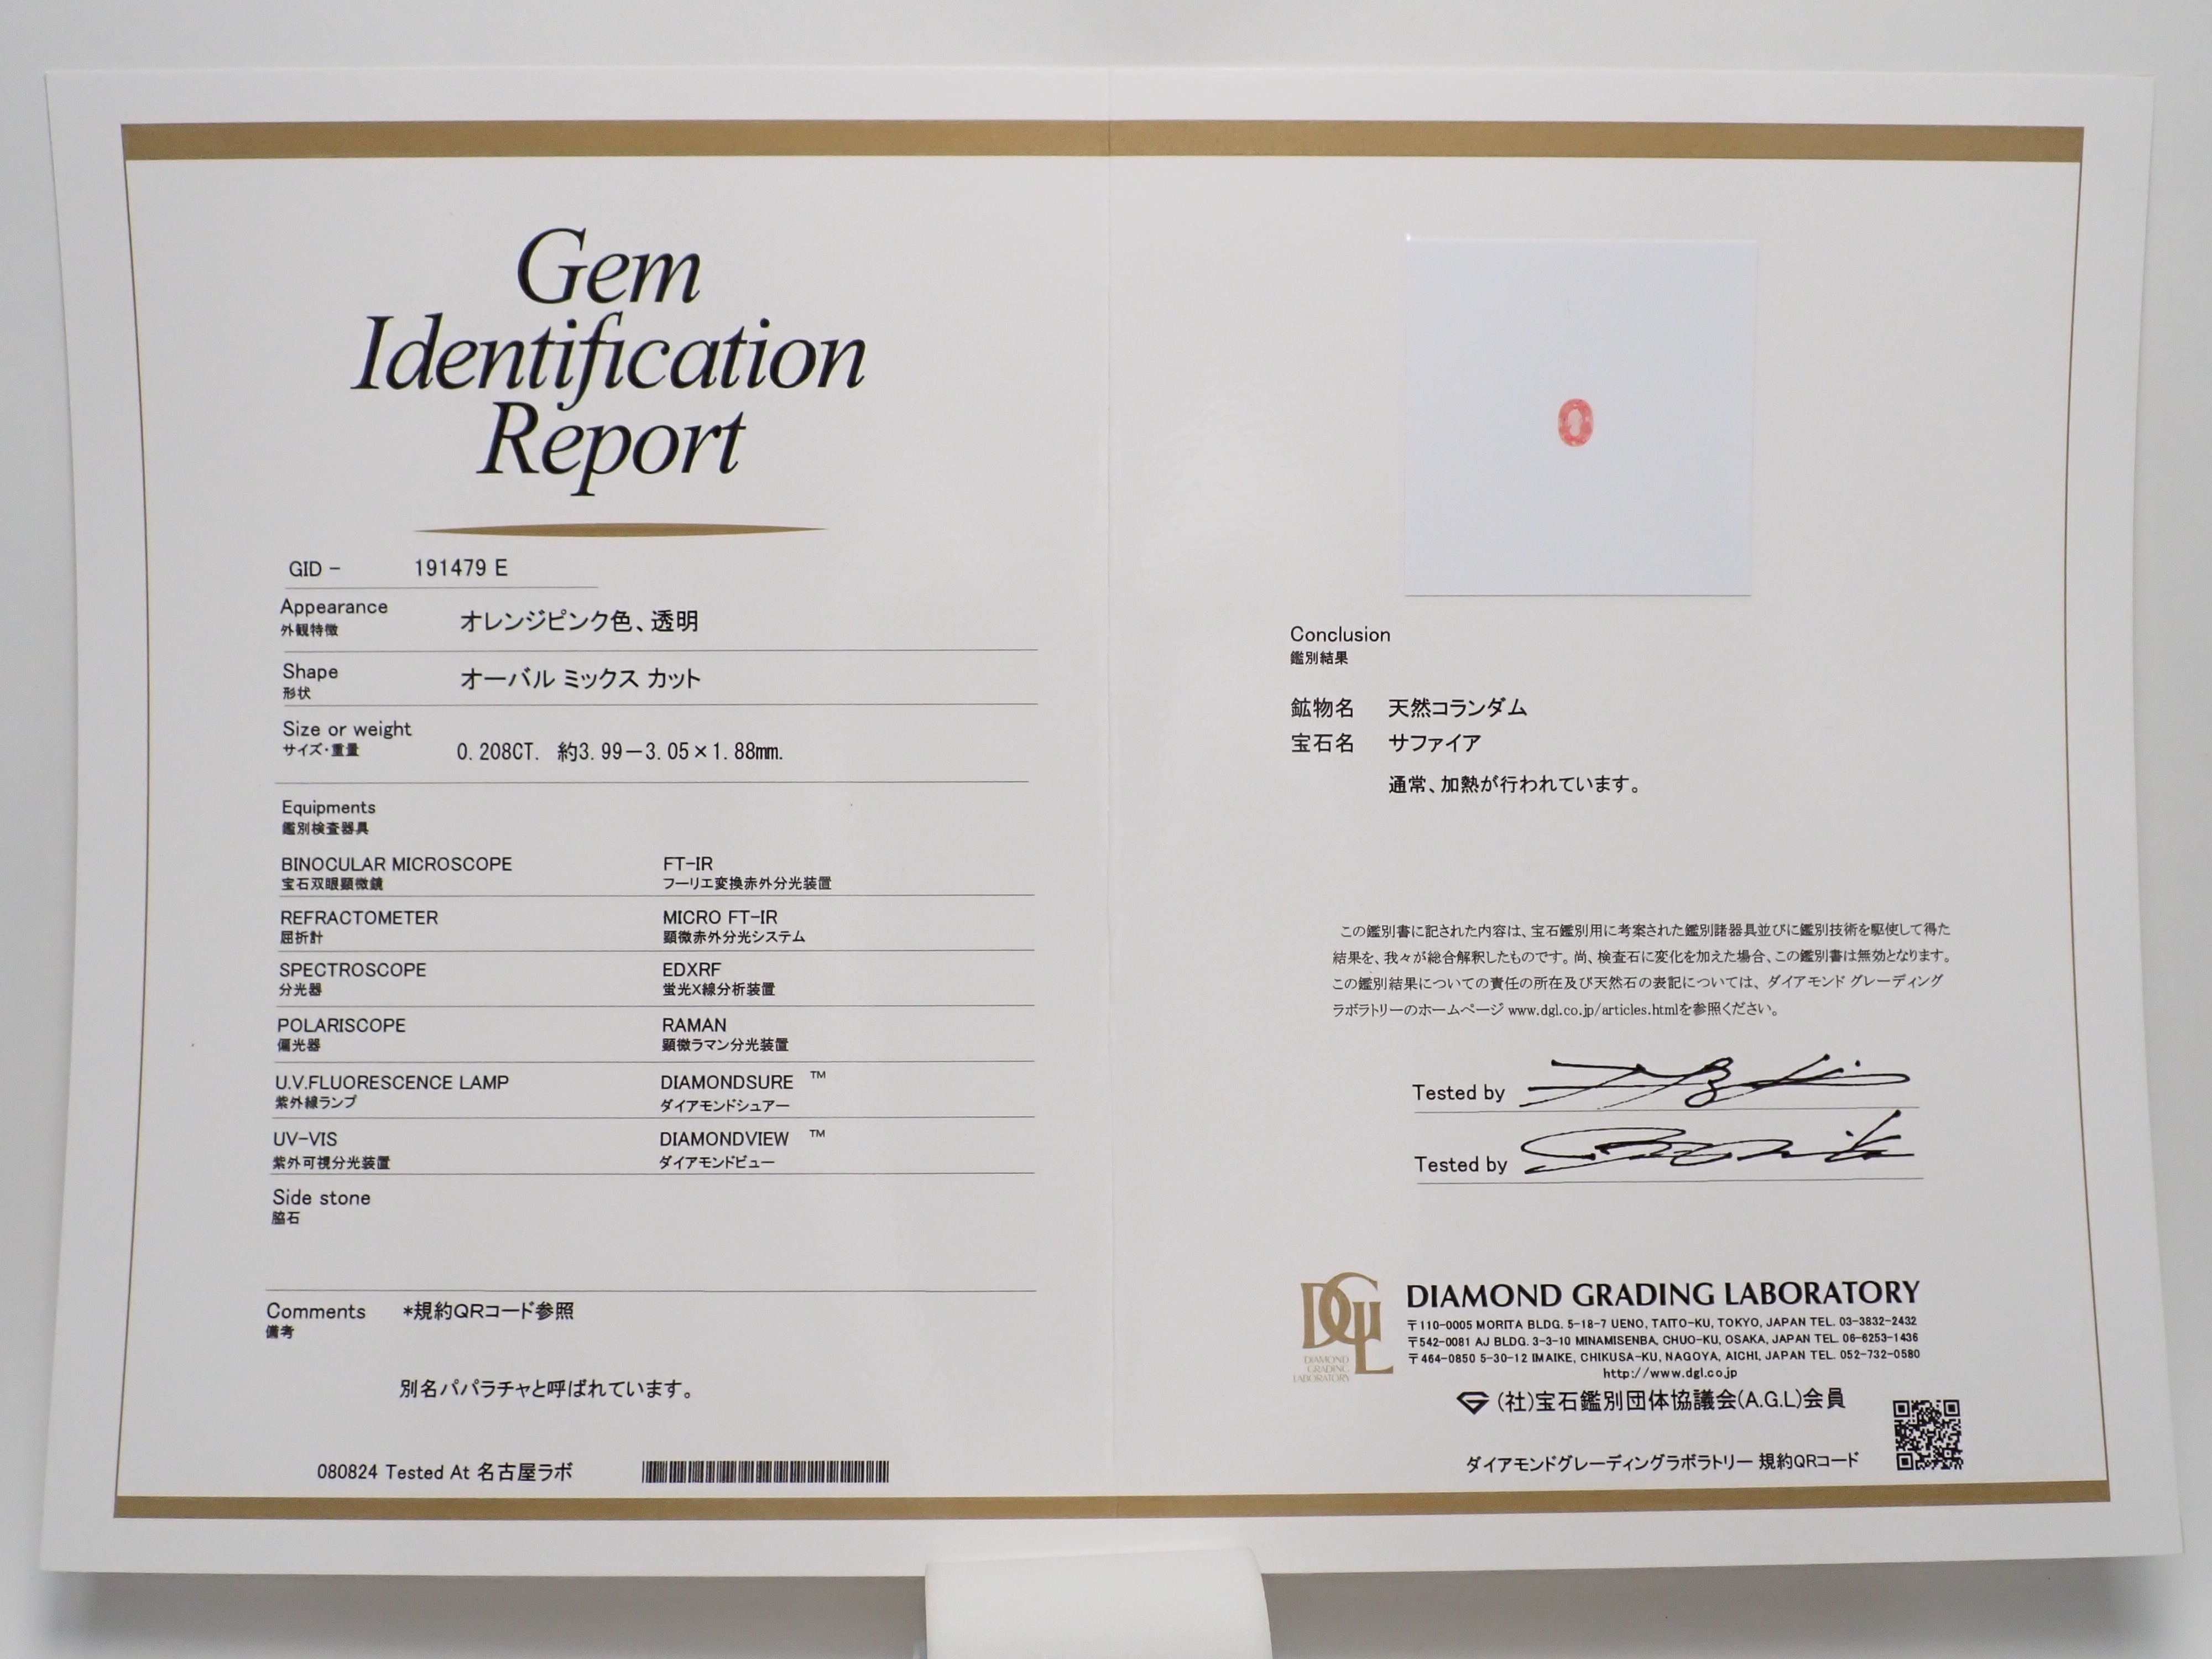 Gem
Identification
Report
GID - 191479 E
Appearance
外観特徴
オレンジピンク色、透明
Shape
形状
オーバル ミックス カット
Size or weight
サイズ・重量
0.208CT. 約3.99－3.05×1.88mm.
Equipments
鑑別検査器具
BINOCULAR MICROSCOPE
宝石双眼顕微鏡
FT-IR
フーリエ変換赤外分光装置
REFRACTOMETER
屈折計
MICRO FT-IR
顕微赤外分光システム
SPECTROSCOPE
分光器
EDXRF
蛍光X線分析装置
POLARISCOPE
偏光器
RAMAN
顕微ラマン分光装置
U.V.FLUORESCENCE LAMP
紫外線ランプ
DIAMONDSURE ™
ダイアモンドシュアー
UV-VIS
紫外可視分光装置
DIAMONDVIEW ™
ダイアモンドビュー
Side stone
脇石
Comments
備考
*規約QRコード参照
別名パパラチャと呼ばれています。
080824 Tested At 名古屋ラボ
Conclusion
鑑別結果
鉱物名 天然コランダム
宝石名 サファイア
通常、加熱が行われています。
この鑑別書に記された内容は、宝石鑑別用に考案された鑑別諸器具並びに鑑別技術を駆使して得た
結果を、我々が総合解釈したものです。尚、検査石に変化を加えた場合、この鑑別書は無効となります。
この鑑別結果についての責任の所在及び天然石の表記については、ダイアモンド グレーディング
ラボラトリーのホームページ www.dgl.co.jp/articles.htmlを参照ください。
Tested by
Tested by
DGL
DIAMOND
GRADING
LABORATORY
DIAMOND GRADING LABORATORY
〒110-0005 MORITA BLDG. 5-18-7 UENO, TAITO-KU, TOKYO, JAPAN TEL. 03-3832-2432
〒542-0081 AJ BLDG. 3-3-10 MINAMISENBA, CHUO-KU, OSAKA, JAPAN TEL. 06-6253-1436
〒464-0850 5-30-12 IMAIKE, CHIKUSA-KU, NAGOYA, AICHI, JAPAN TEL. 052-732-0580
http://www.dgl.co.jp
(社)宝石鑑別団体協議会(A.G.L)会員
ダイアモンドグレーディングラボラトリー 規約QRコード